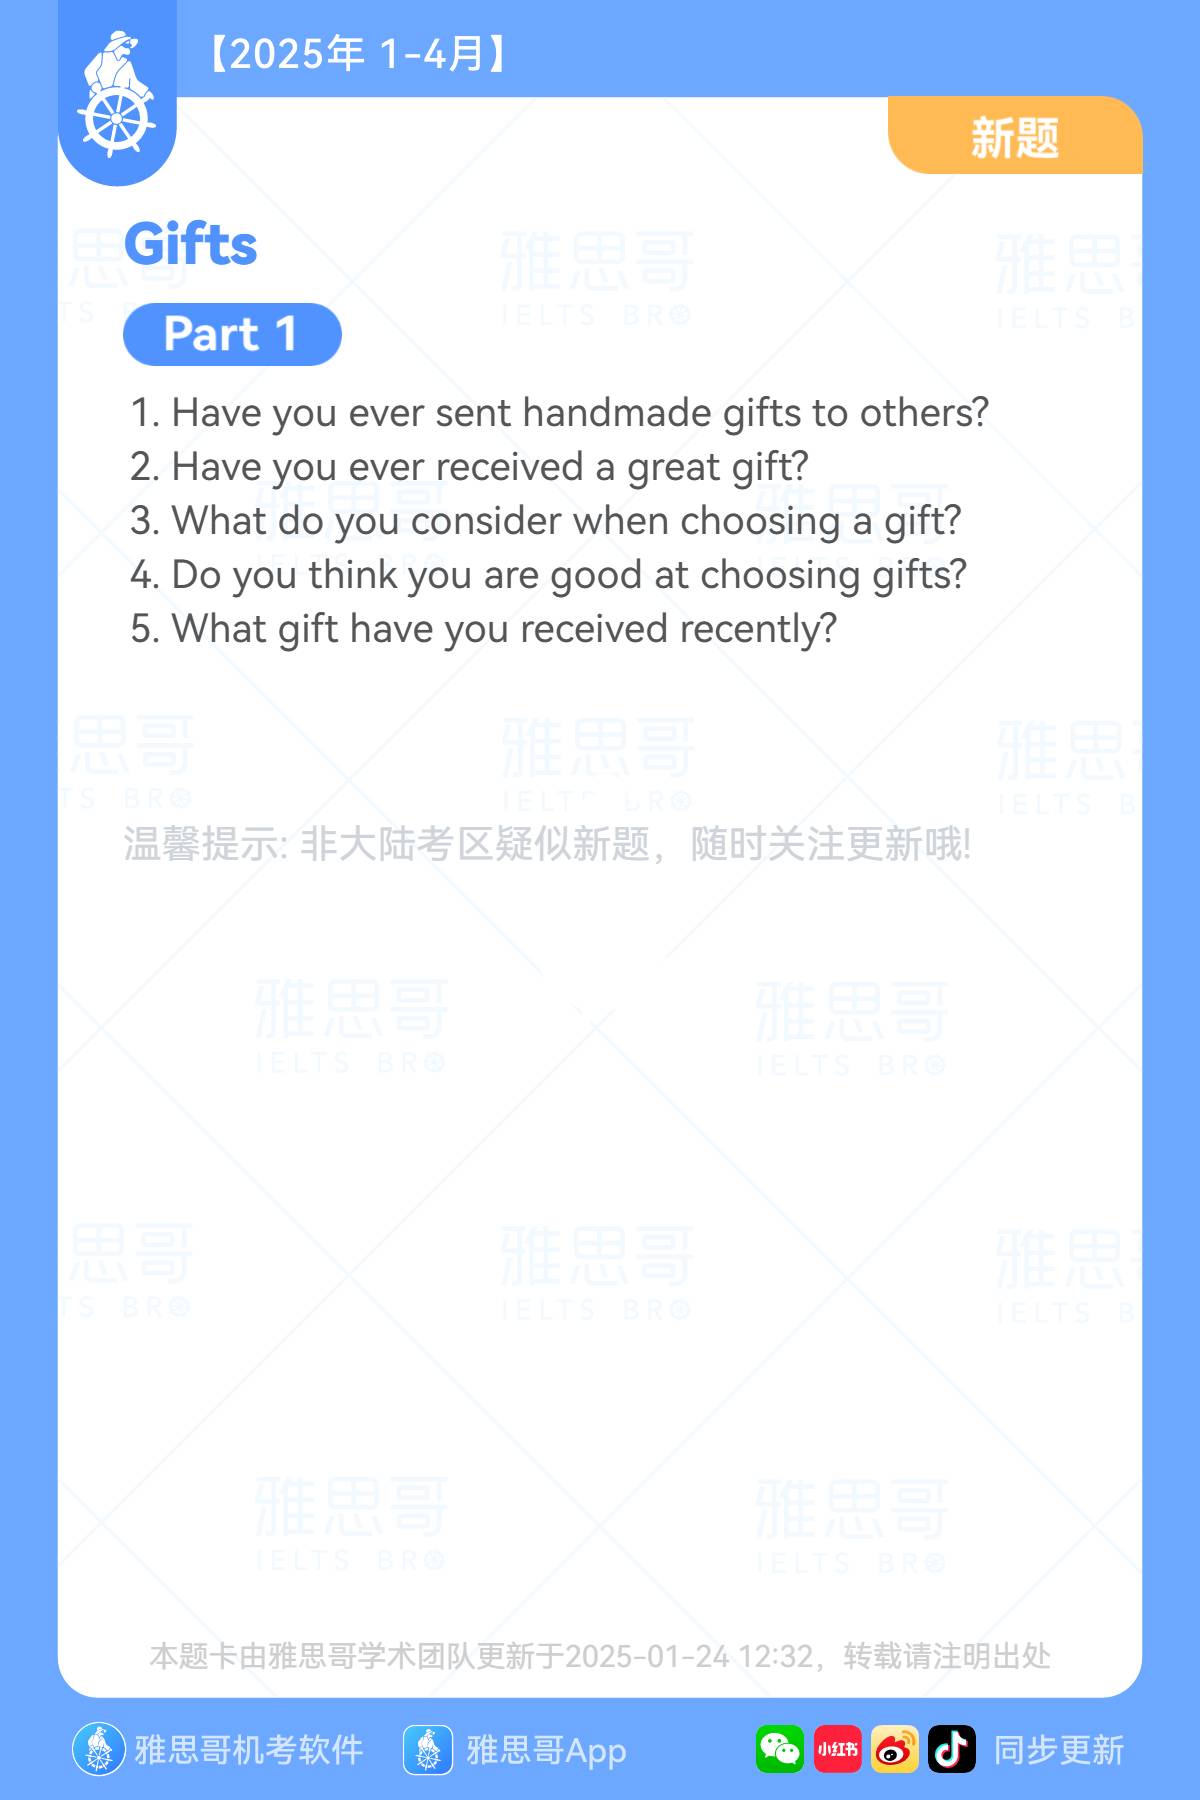 【2025年 1-4月】
新题
Gifts
Part 1
1. Have you ever sent handmade gifts to others?
2. Have you ever received a great gift?
3. What do you consider when choosing a gift?
4. Do you think you are good at choosing gifts?
5. What gift have you received recently?
温馨提示: 非大陆考区疑似新题，随时关注更新哦!
雅思哥
IELTS BRO
本题卡由雅思哥学术团队更新于2025-01-24 12:32，转载请注明出处
雅思哥机考软件 雅思哥App 小红书 同步更新